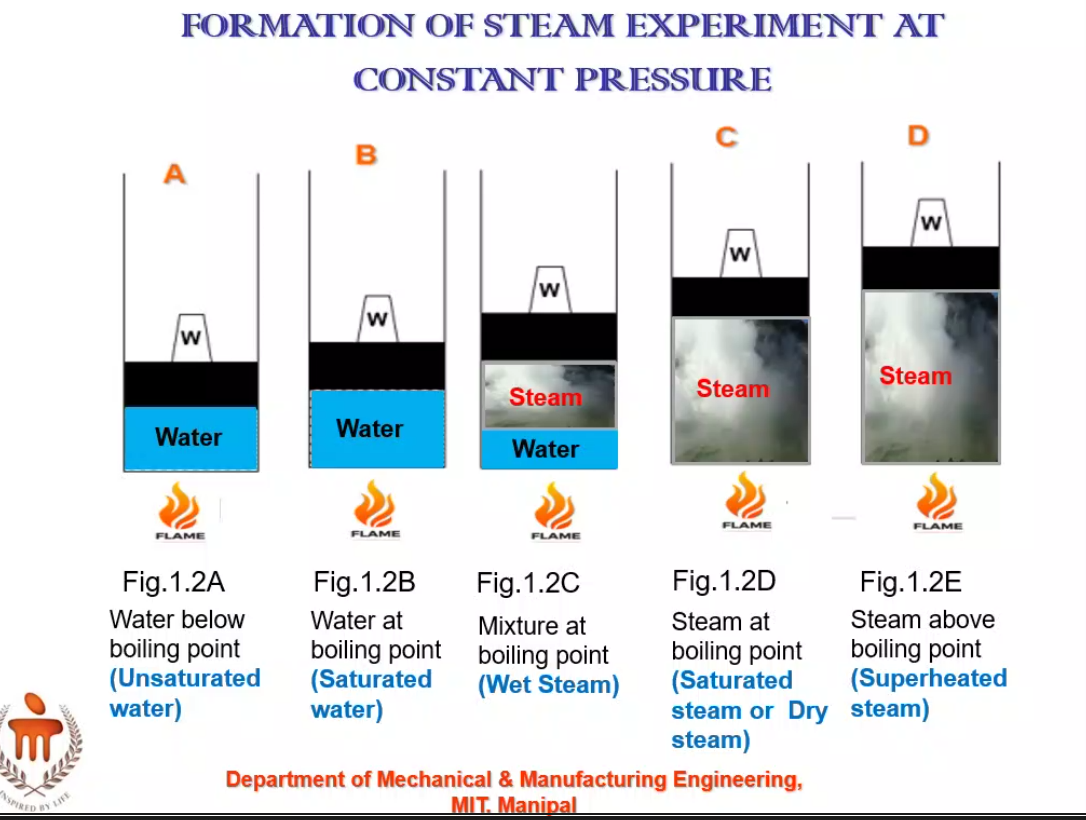 FORMATION OF STEAM EXPERIMENT AT
CONSTANT PRESSURE
A
B
C
D
W
W
W
W
W
Water
Water
Steam
Water
Steam
Steam
FLAME
FLAME
FLAME
FLAME
FLAME
Fig.1.2A
Water below
boiling point
(Unsaturated
water)
Fig.1.2B
Water at
boiling point
(Saturated
water)
Fig.1.2C
Mixture at
boiling point
(Wet Steam)
Fig.1.2D
Steam at
boiling point
(Saturated
steam or Dry
steam)
Fig.1.2E
Steam above
boiling point
(Superheated
steam)
INSPIRED BY LIFE
Department of Mechanical & Manufacturing Engineering,
MIT, Manipal